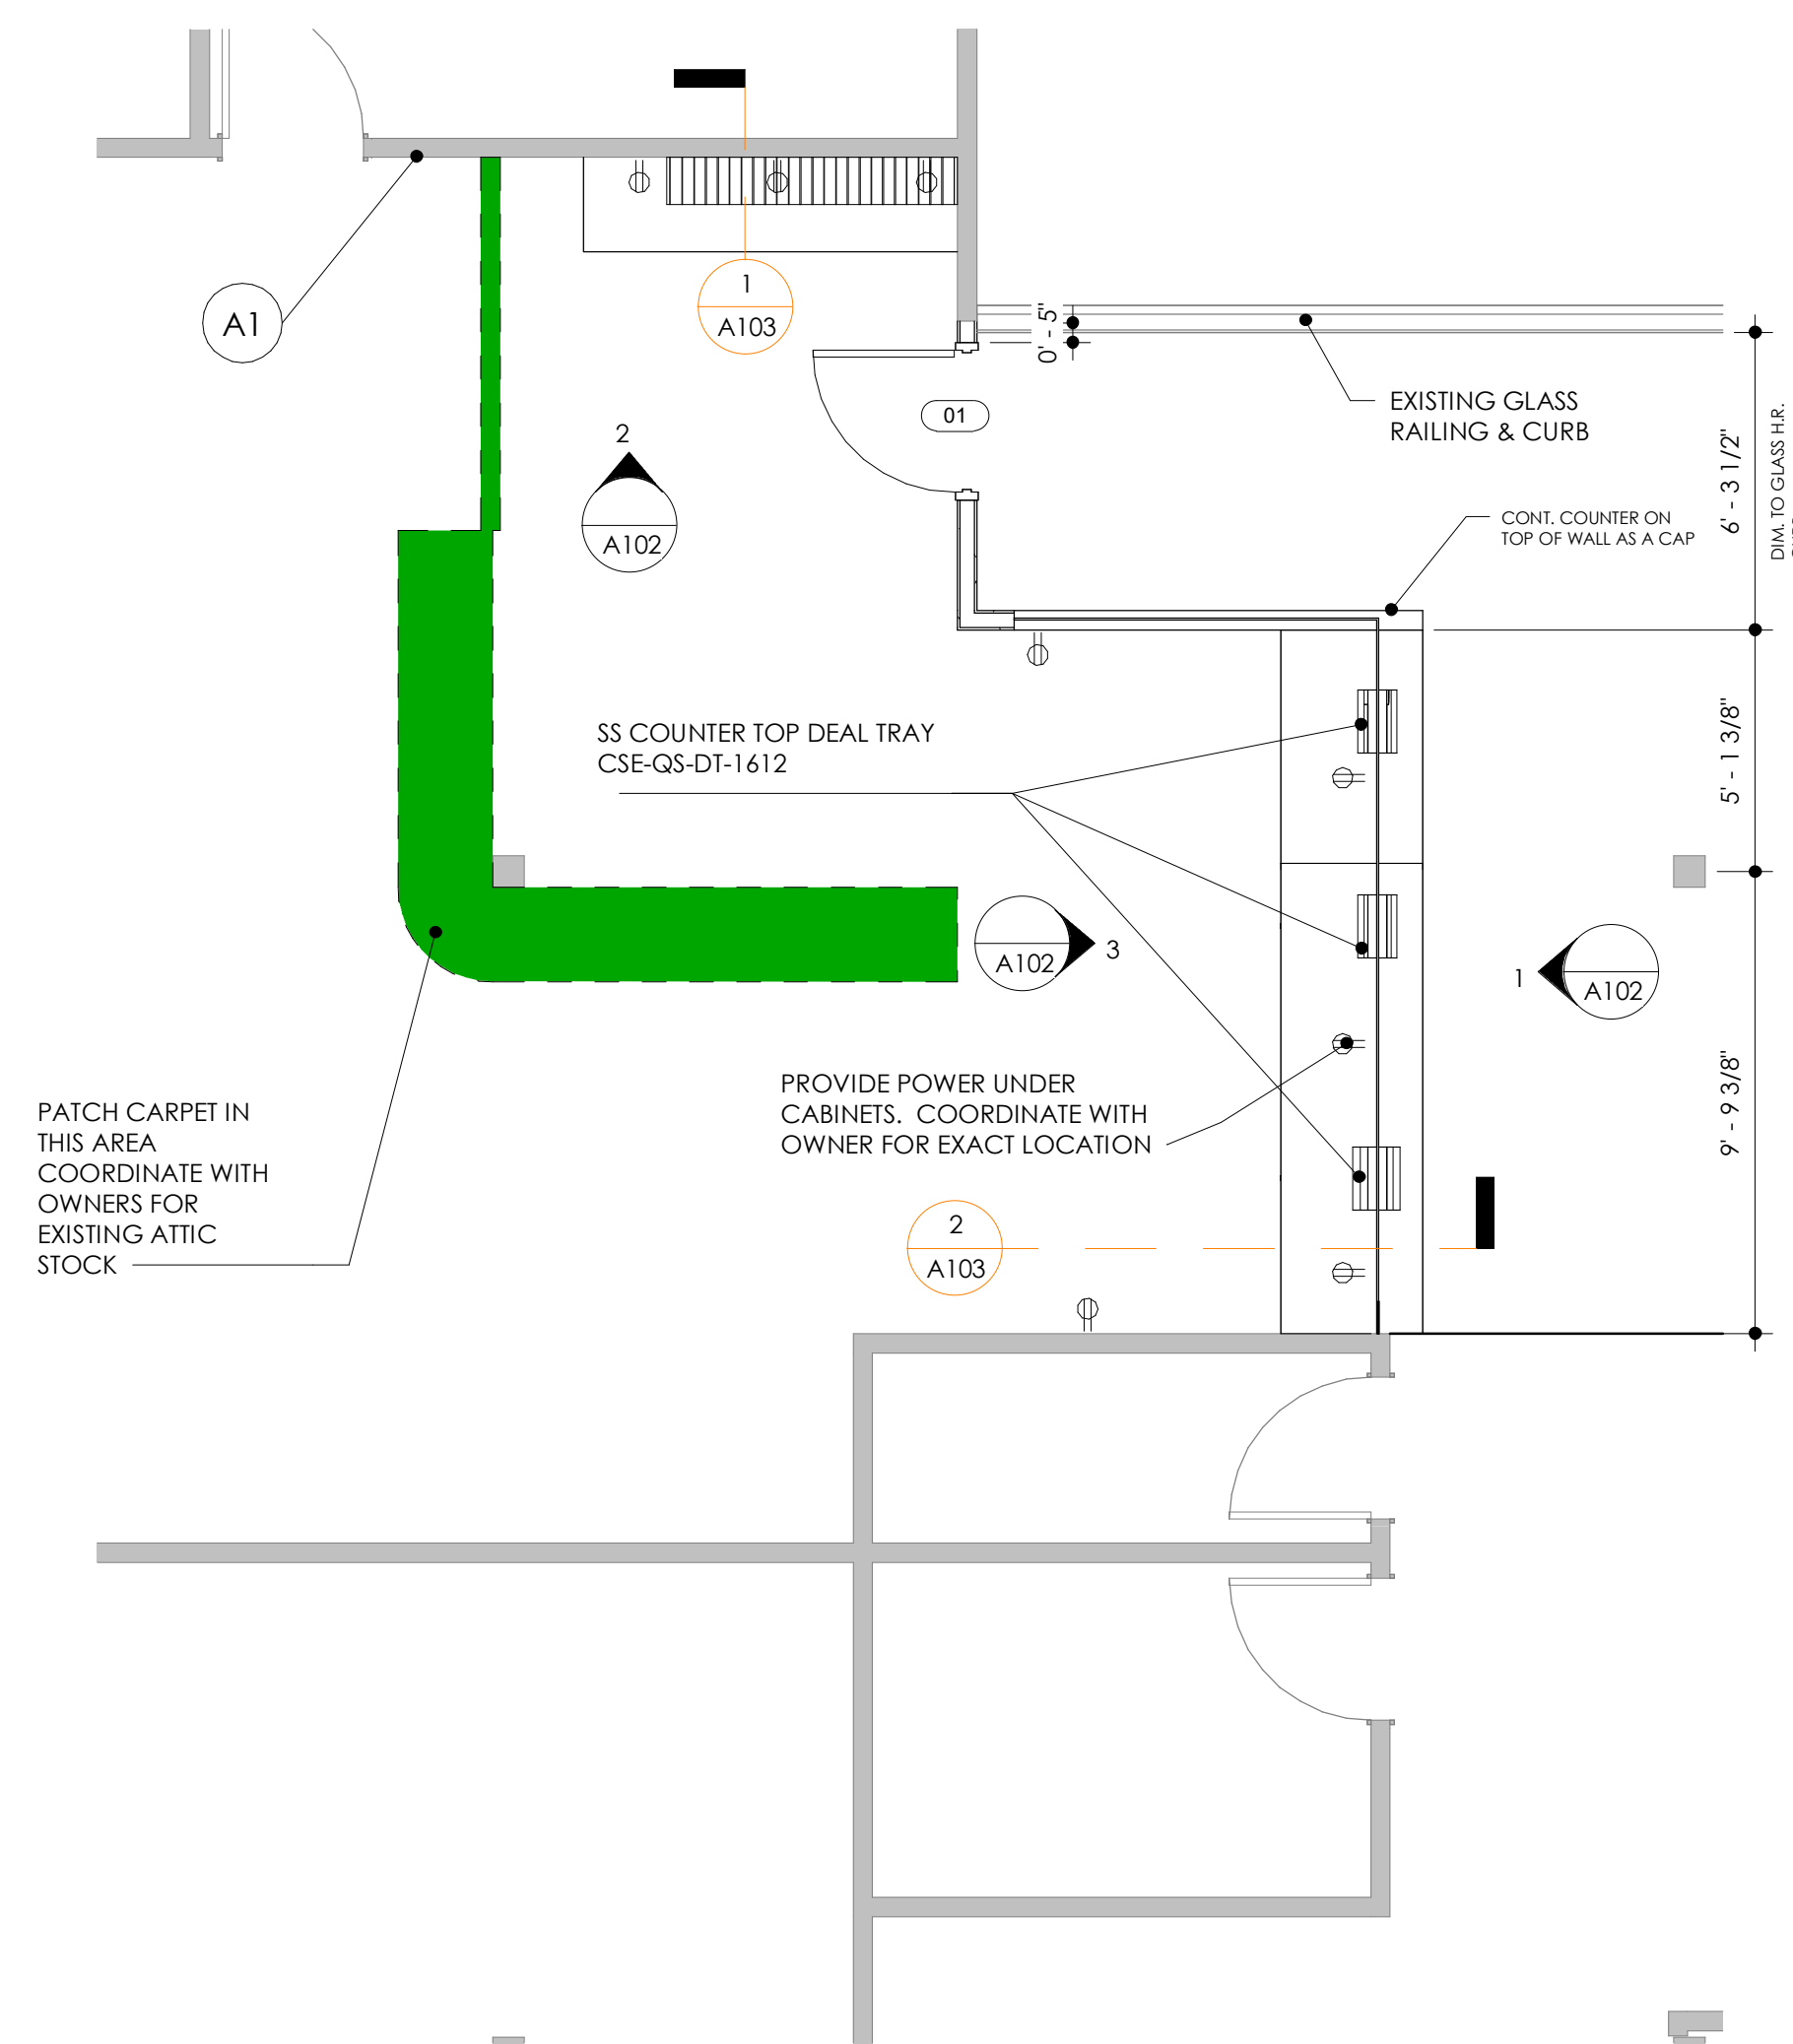 1
A103
A1
0' - 5"
01
EXISTING GLASS
RAILING & CURB
6' - 3 1/2"
DIM. TO GLASS H.R.
2
A102
CONT. COUNTER ON
TOP OF WALL AS A CAP
SS COUNTER TOP DEAL TRAY
CSE-QS-DT-1612
5' - 1 3/8"
A102
3
1
A102
PROVIDE POWER UNDER
CABINETS. COORDINATE WITH
OWNER FOR EXACT LOCATION
9' - 9 3/8"
PATCH CARPET IN
THIS AREA
COORDINATE WITH
OWNERS FOR
EXISTING ATTIC
STOCK
2
A103